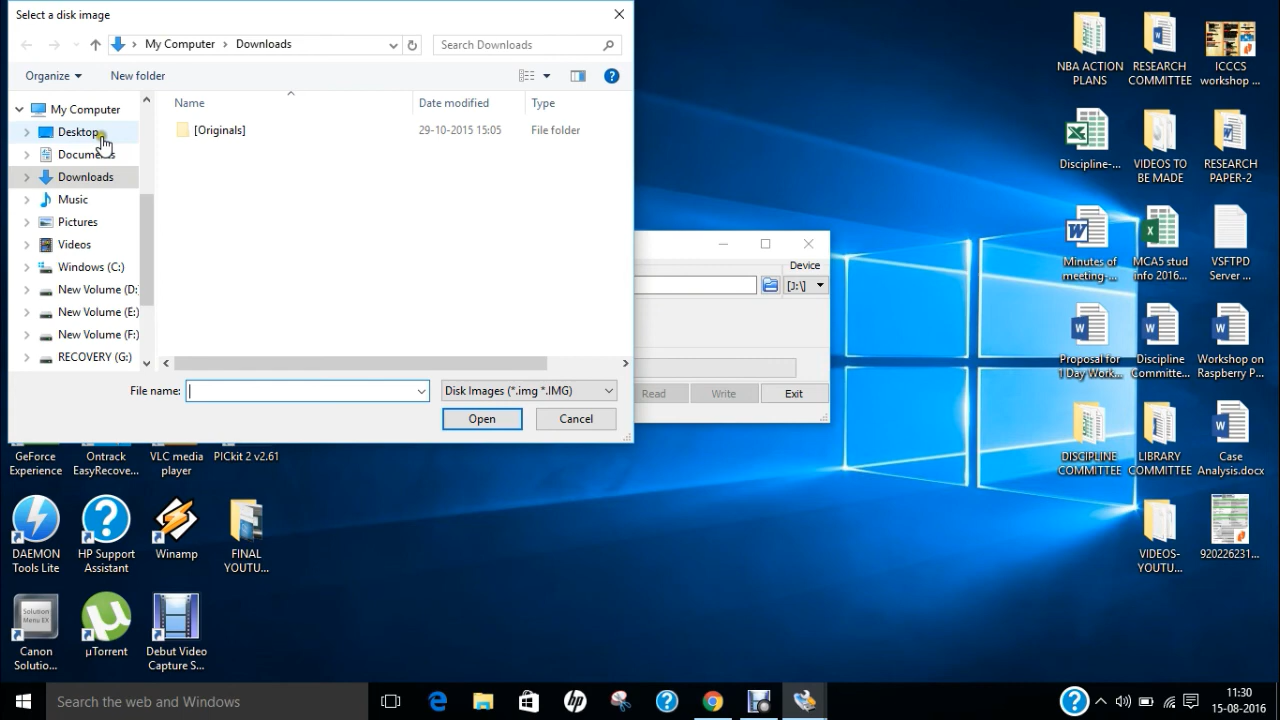 Select a disk image
My Computer
Downloads
Search Downloads
Organize
New folder
Name
Date modified
Type
My Computer
Desktop
Documents
Downloads
Music
Pictures
Videos
Windows (C:)
New Volume (D:
New Volume (E:)
New Volume (F:)
RECOVERY (G:)
[Originals]
29-10-2015 15:05
File folder
File name:
Disk Images (*.img *.IMG)
Open
Cancel
Device
[J:\]
Read
Write
Exit
NBA ACTION
PLANS
RESEARCH
COMMITTEE
ICCCS
workshop ...
Discipline-...
VIDEOS TO
BE MADE
RESEARCH
PAPER-2
Minutes of
meeting-...
MCA5 stud
info 2016...
VSFTPD
Server ...
Proposal for
1 Day Work...
Discipline
Committe...
Workshop on
Raspberry P...
DISCIPLINE
COMMITTEE
LIBRARY
COMMITTEE
Case
Analysis.docx
VIDEOS-
YOUTU...
920226231...
GeForce
Experience
Ontrack
EasyRecove...
VLC media
player
PICkit 2 v2.61
DAEMON
Tools Lite
HP Support
Assistant
Winamp
FINAL
YOUTU...
Solution
Menu EX
Canon
Solutio...
µTorrent
Debut Video
Capture S...
Search the web and Windows
11:30
15-08-2016